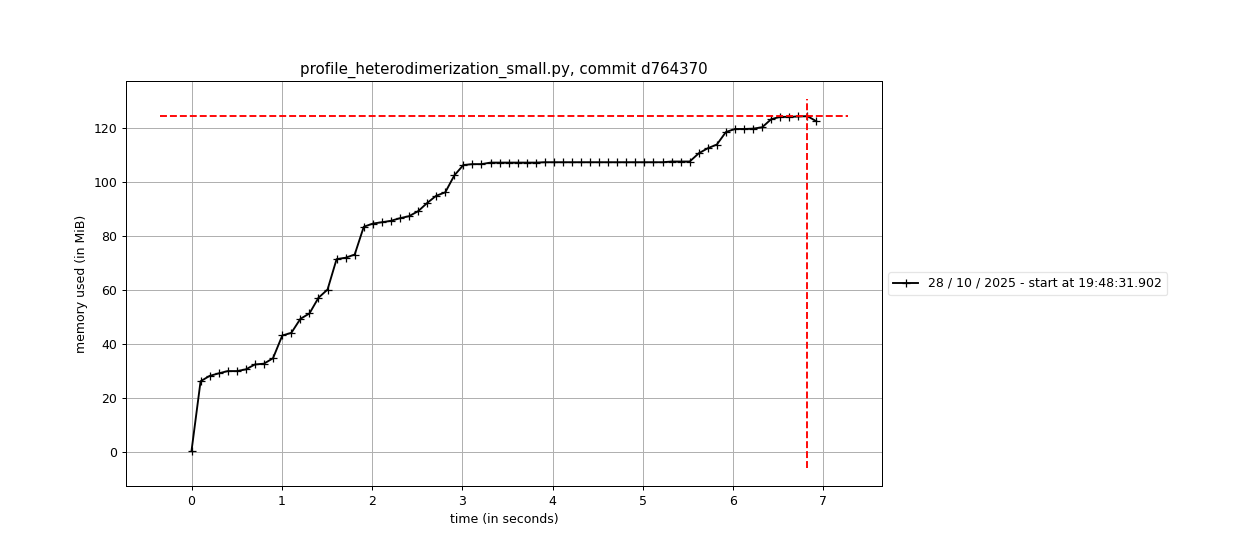 profile_heterodimerization_small.py, commit d764370
memory used (in MiB)
120
100
80
60
40
20
0
0 1 2 3 4 5 6 7
time (in seconds)
28 / 10 / 2025 - start at 19:48:31.902